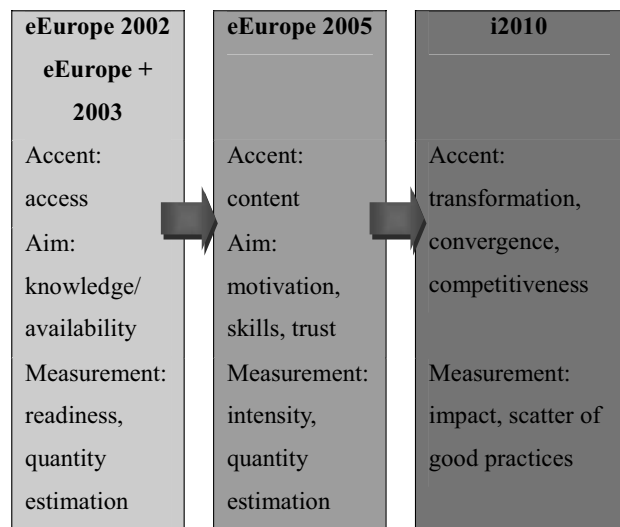 eEurope 2002
eEurope +
2003
Accent:
access
Aim:
knowledge/
availability
Measurement:
readiness,
quantity
estimation
eEurope 2005
Accent:
content
Aim:
motivation,
skills, trust
Measurement:
intensity,
quantity
estimation
i2010
Accent:
transformation,
convergence,
competitiveness
Measurement:
impact, scatter of
good practices